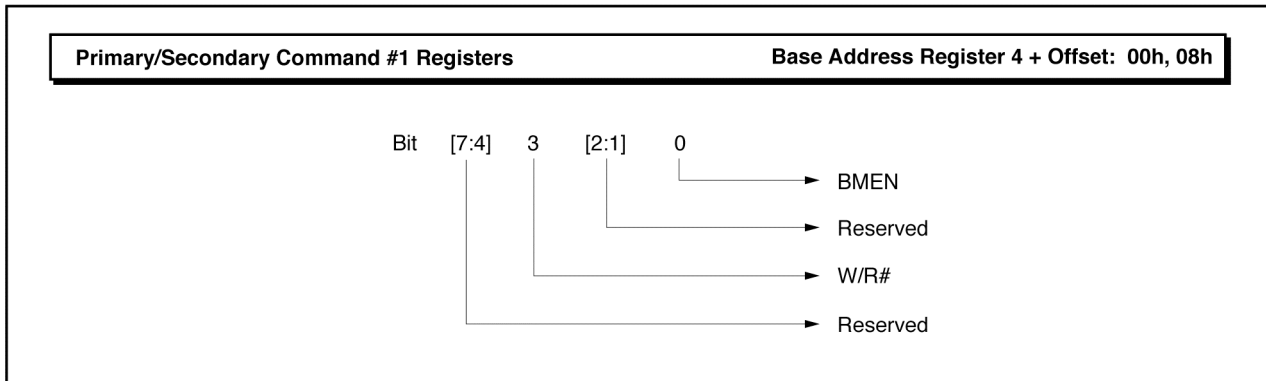 Primary/Secondary Command #1 Registers Base Address Register 4 + Offset: 00h, 08h
Bit [7:4] 3 [2:1] 0
BMEN
Reserved
W/R#
Reserved